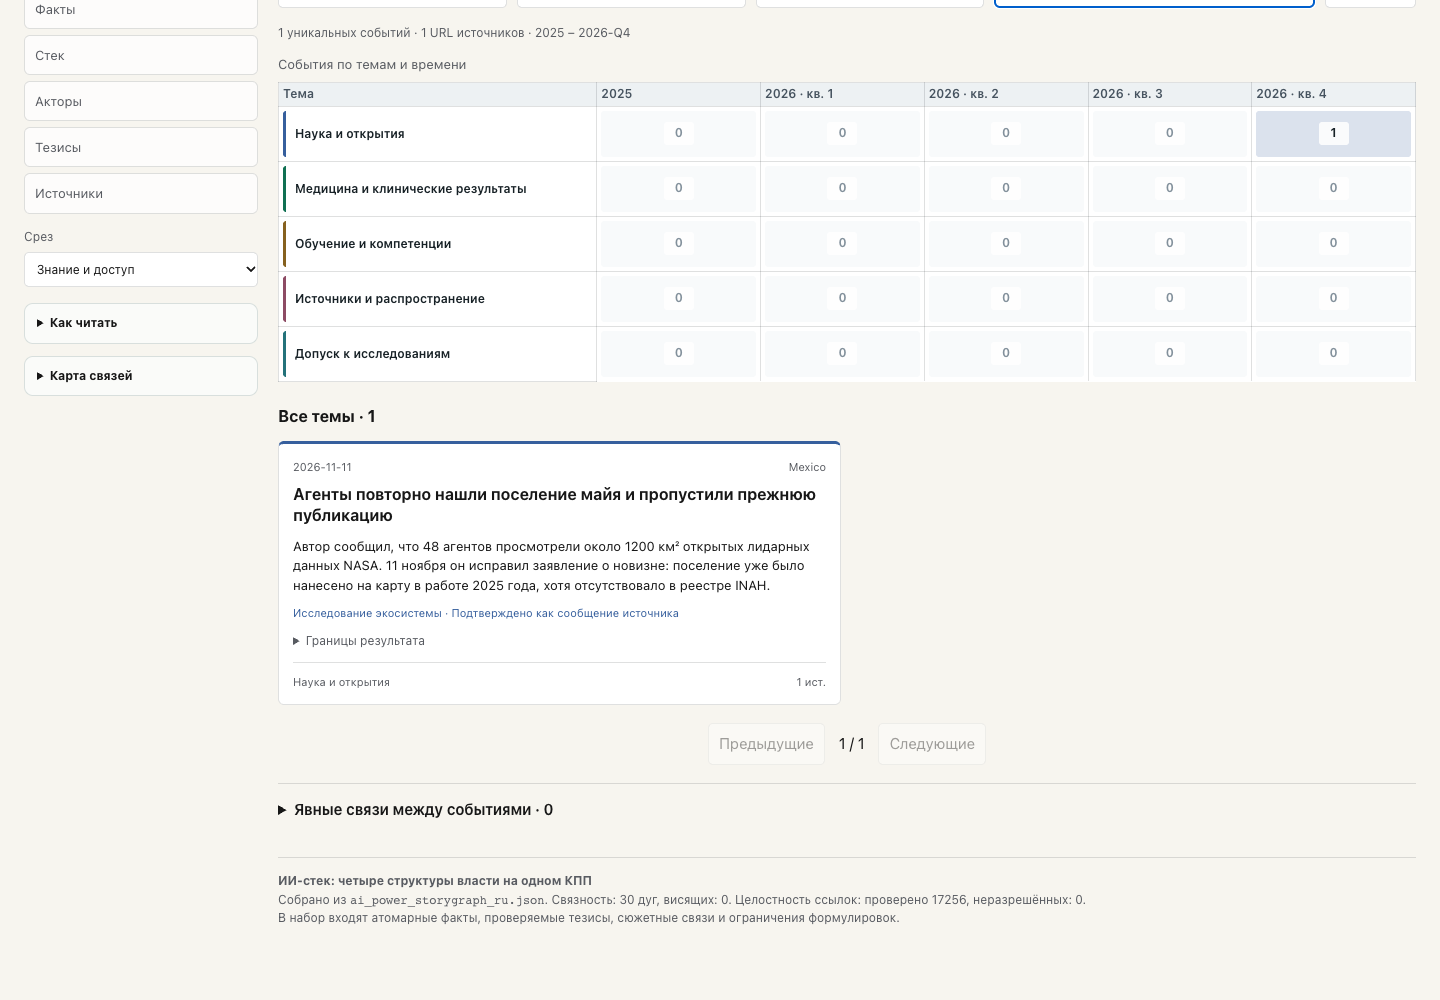 Факты
Стек
Акторы
Тезисы
Источники
Срез
Знание и доступ
Как читать
Карта связей
1 уникальных событий · 1 URL источников · 2025 – 2026-Q4
События по темам и времени
Тема 2025 2026 · кв. 1 2026 · кв. 2 2026 · кв. 3 2026 · кв. 4
Наука и открытия 0 0 0 0 1
Медицина и клинические результаты 0 0 0 0 0
Обучение и компетенции 0 0 0 0 0
Источники и распространение 0 0 0 0 0
Допуск к исследованиям 0 0 0 0 0
Все темы · 1
2026-11-11 Mexico
Агенты повторно нашли поселение майя и пропустили прежнюю
публикацию
Автор сообщил, что 48 агентов просмотрели около 1200 км² открытых лидарных
данных NASA. 11 ноября он исправил заявление о новизне: поселение уже было
нанесено на карту в работе 2025 года, хотя отсутствовало в реестре INAH.
Исследование экосистемы · Подтверждено как сообщение источника
Границы результата
Наука и открытия 1 ист.
Предыдущие 1 / 1 Следующие
Явные связи между событиями · 0
ИИ-стек: четыре структуры власти на одном КПП
Собрано из ai_power_storygraph_ru.json. Связность: 30 дуг, висящих: 0. Целостность ссылок: проверено 17256, неразрешённых: 0.
В набор входят атомарные факты, проверяемые тезисы, сюжетные связи и ограничения формулировок.